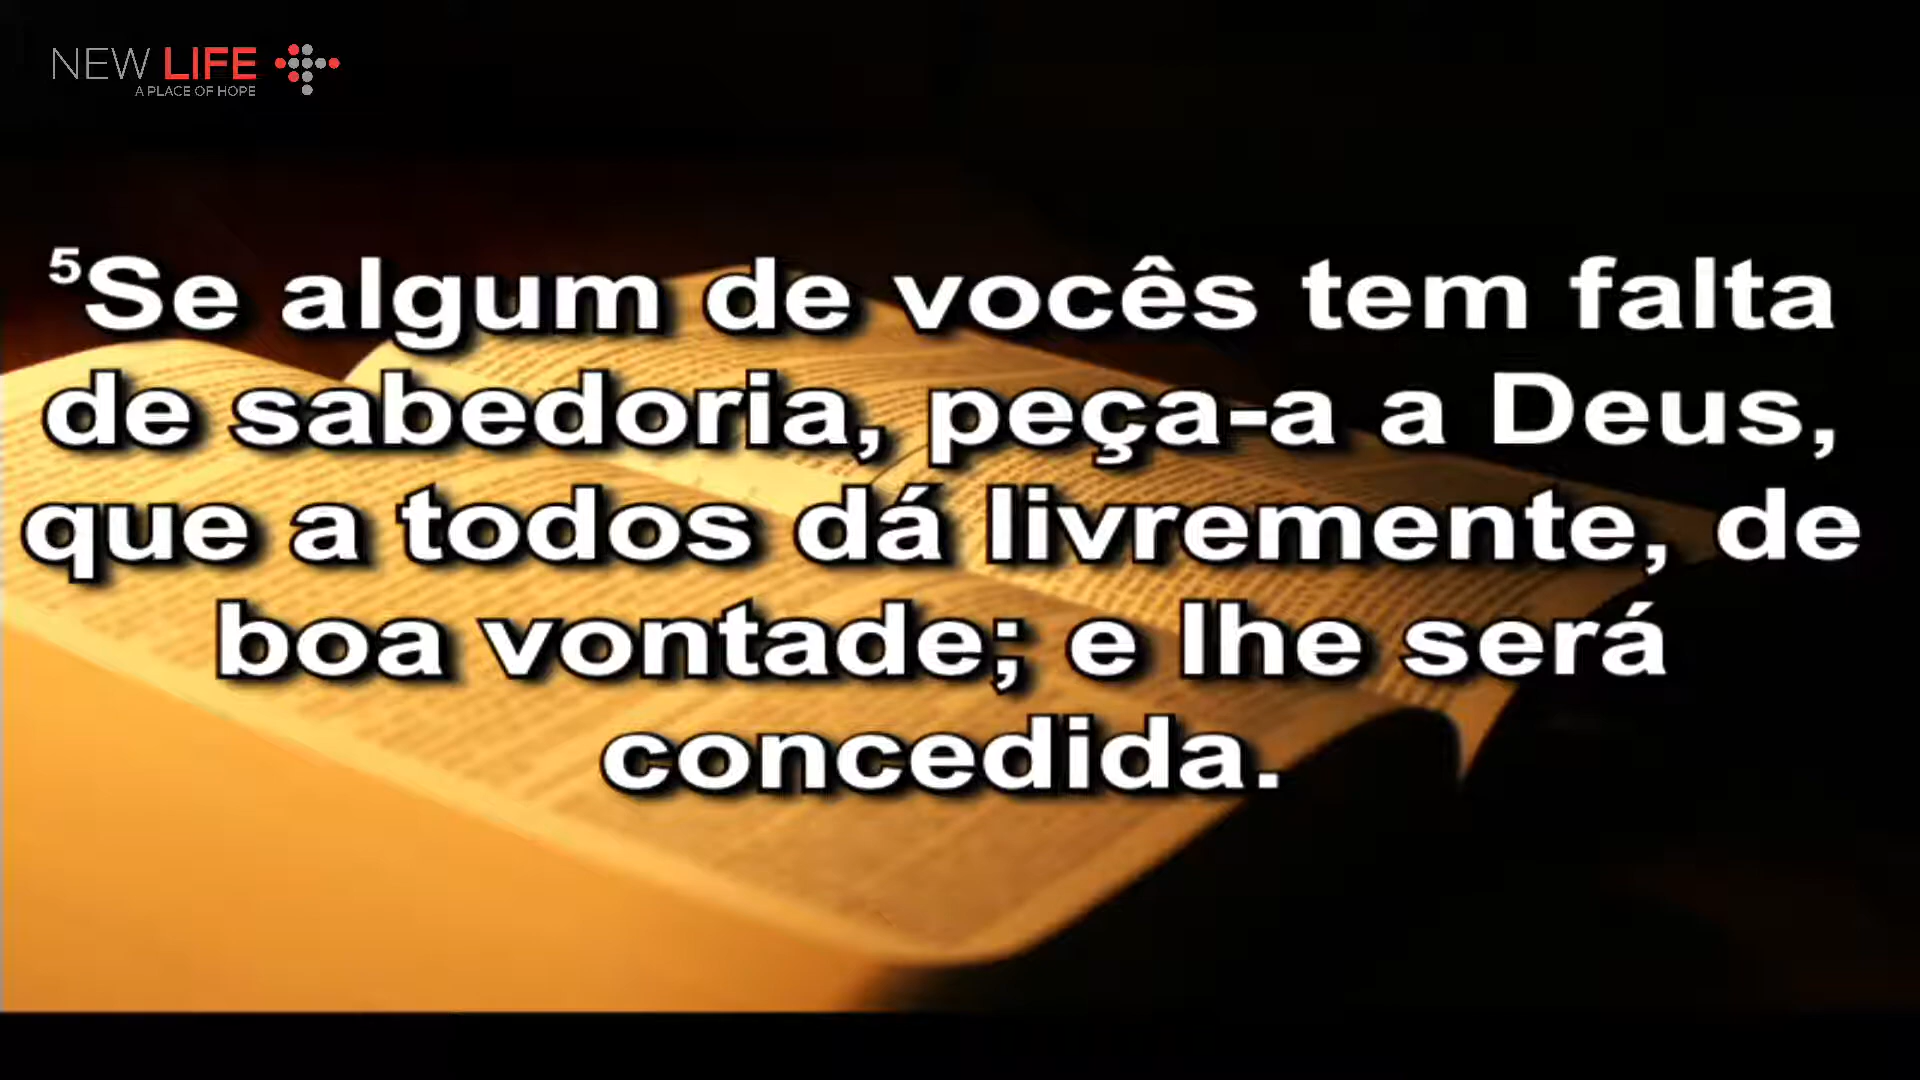 NEW LIFE
A PLACE OF HOPE
⁵Se algum de vocês tem falta
de sabedoria, peça-a a Deus,
que a todos dá livremente, de
boa vontade; e lhe será
concedida.